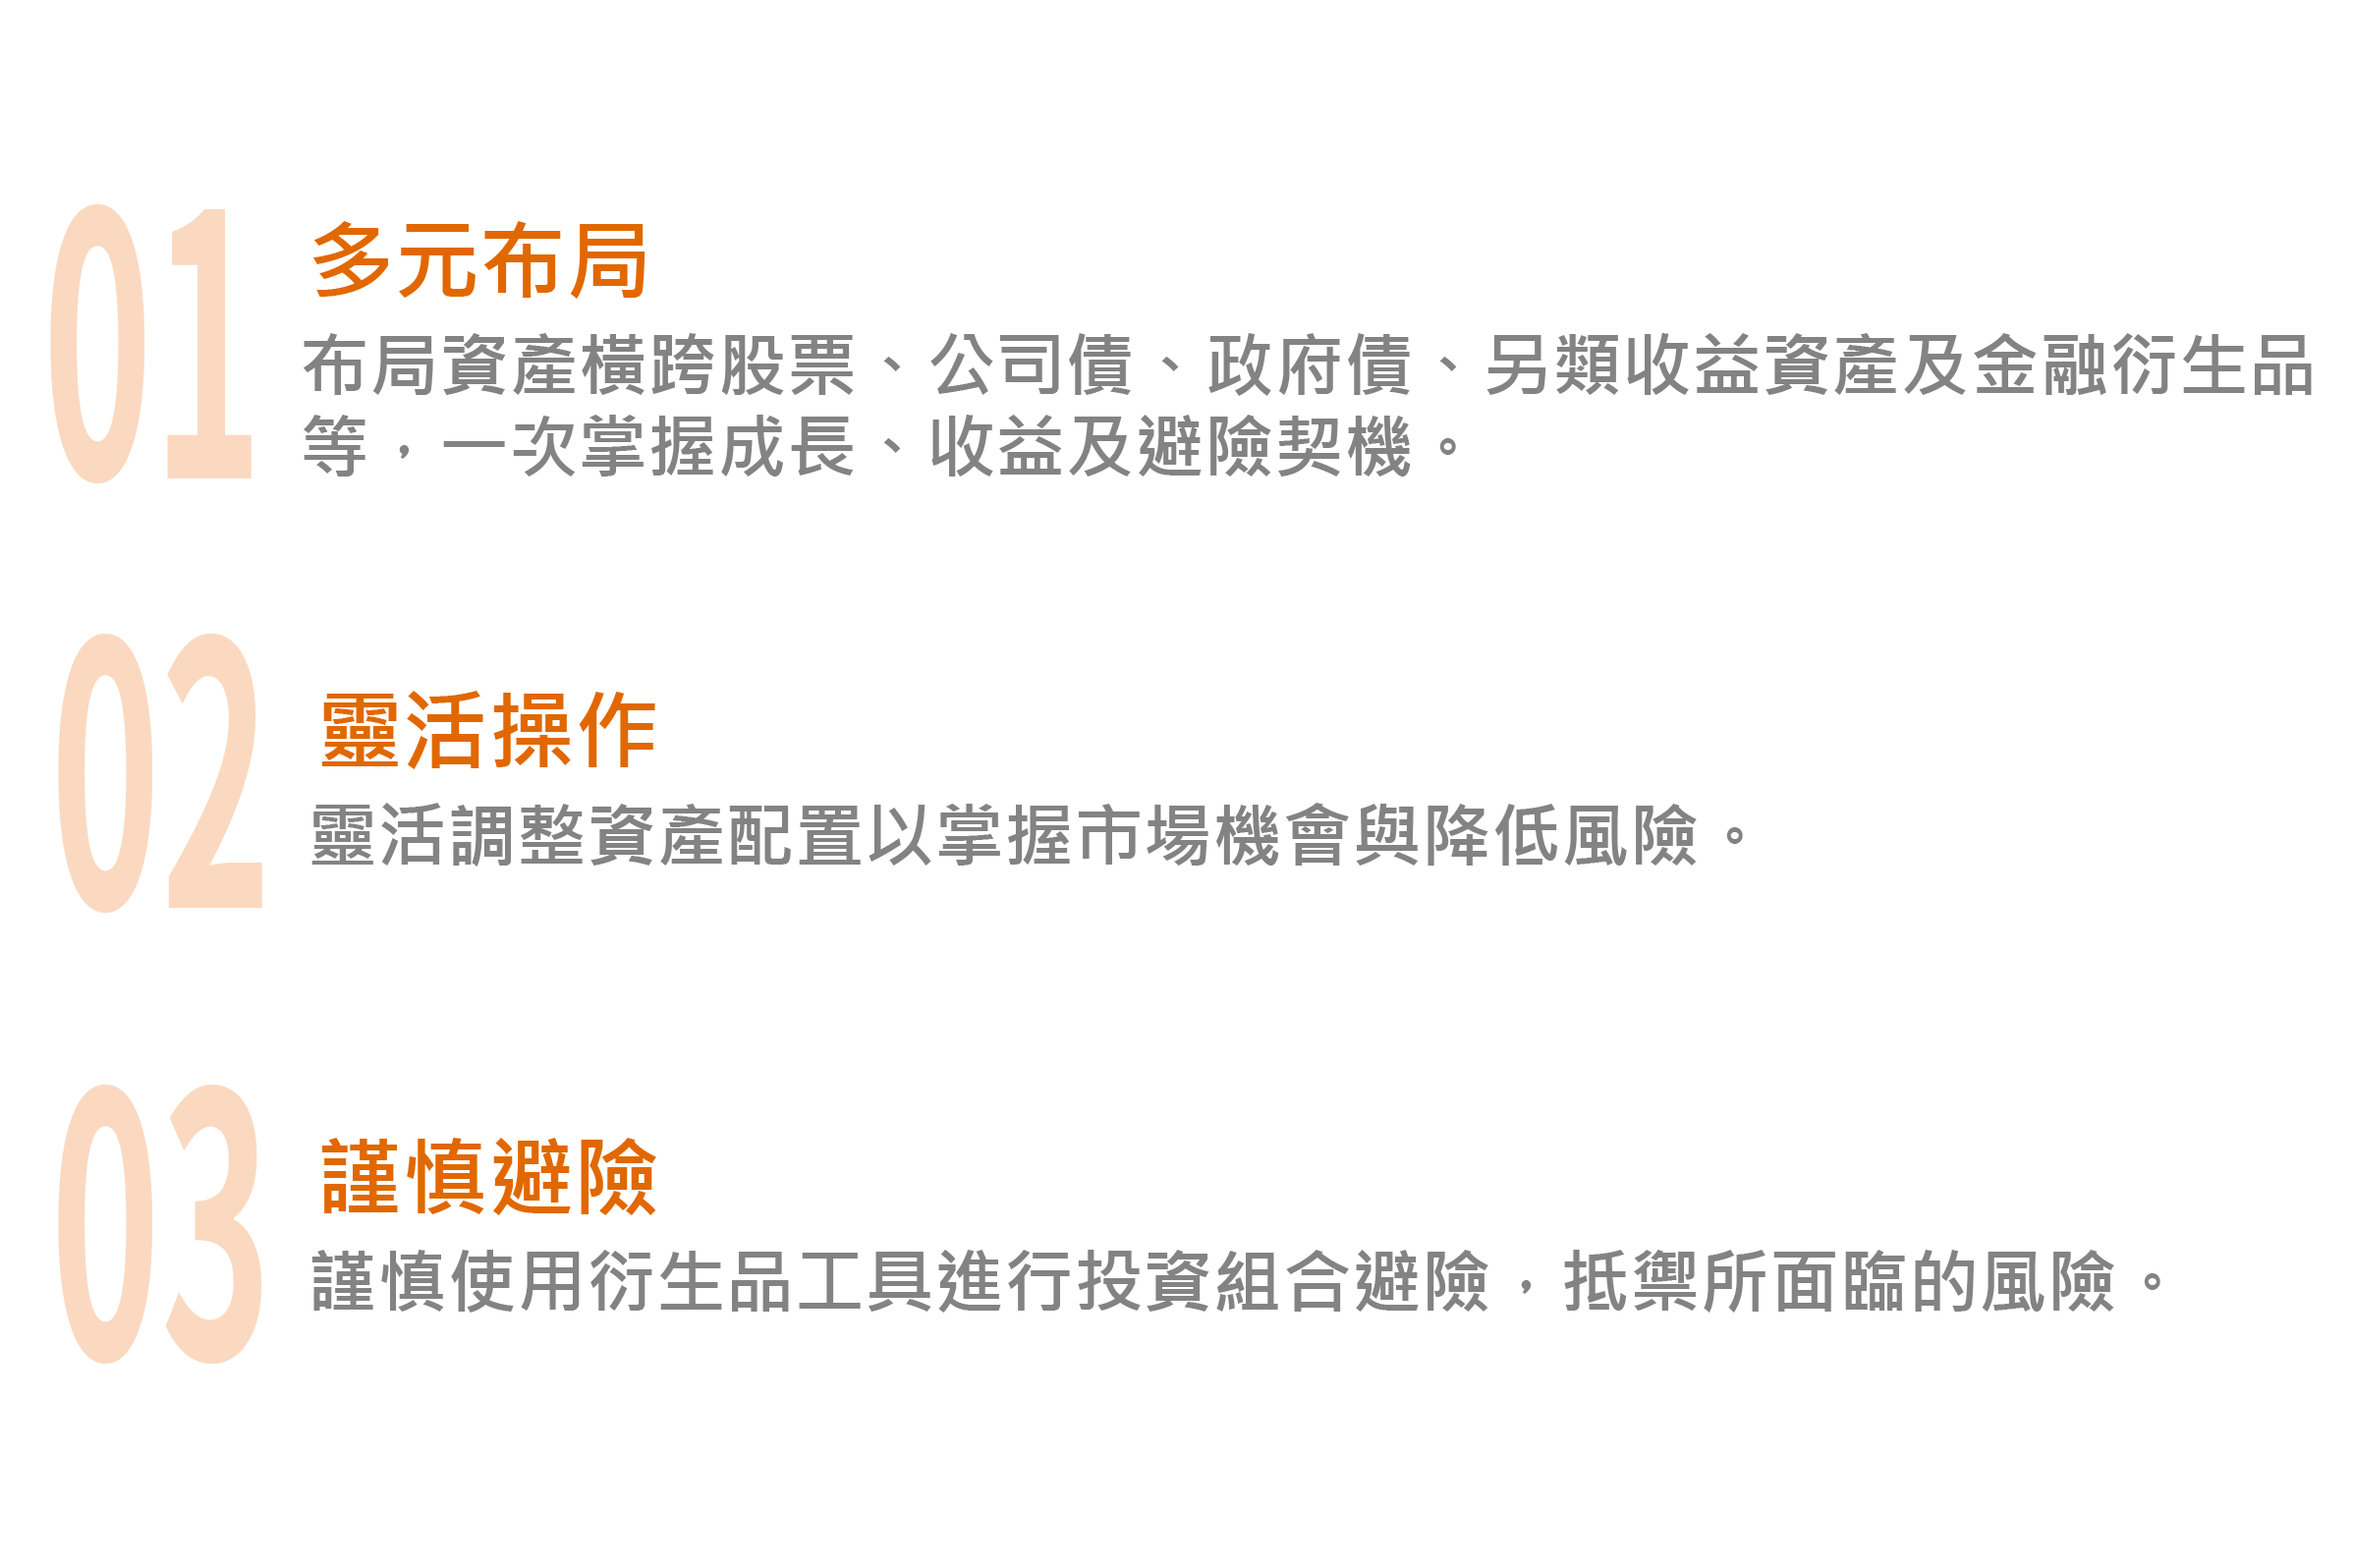 01
多元布局
布局資產橫跨股票、公司債、政府債、另類收益資產及金融衍生品
等，一次掌握成長、收益及避險契機。
02
靈活操作
靈活調整資產配置以掌握市場機會與降低風險。
03
謹慎避險
謹慎使用衍生品工具進行投資組合避險，抵禦所面臨的風險。